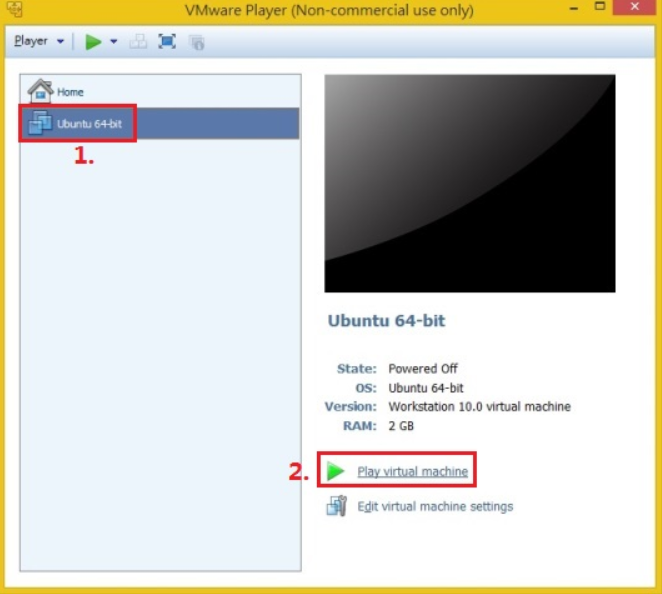 VMware Player (Non-commercial use only)
Player
Home
Ubuntu 64-bit
1.
Ubuntu 64-bit
State: Powered Off
OS: Ubuntu 64-bit
Version: Workstation 10.0 virtual machine
RAM: 2 GB
2. Play virtual machine
Edit virtual machine settings